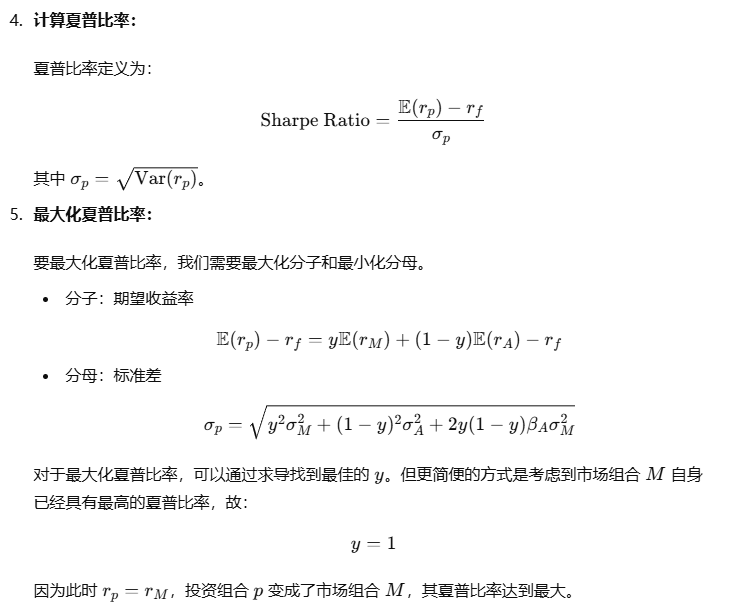 4. 计算夏普比率：
夏普比率定义为：
Sharpe Ratio = \frac{\mathbb{E}(r_p) - r_f}{\sigma_p}
其中 \sigma_p = \sqrt{\mathrm{Var}(r_p)}。
5. 最大化夏普比率：
要最大化夏普比率，我们需要最大化分子和最小化分母。
• 分子：期望收益率
\mathbb{E}(r_p) - r_f = y\mathbb{E}(r_M) + (1 - y)\mathbb{E}(r_A) - r_f
• 分母：标准差
\sigma_p = \sqrt{y^2\sigma_M^2 + (1 - y)^2\sigma_A^2 + 2y(1 - y)\beta_A\sigma_M^2}
对于最大化夏普比率，可以通过求导找到最佳的 y。但更简便的方式是考虑到市场组合 M 自身
已经具有最高的夏普比率，故：
y = 1
因为此时 r_p = r_M，投资组合 p 变成了市场组合 M，其夏普比率达到最大。